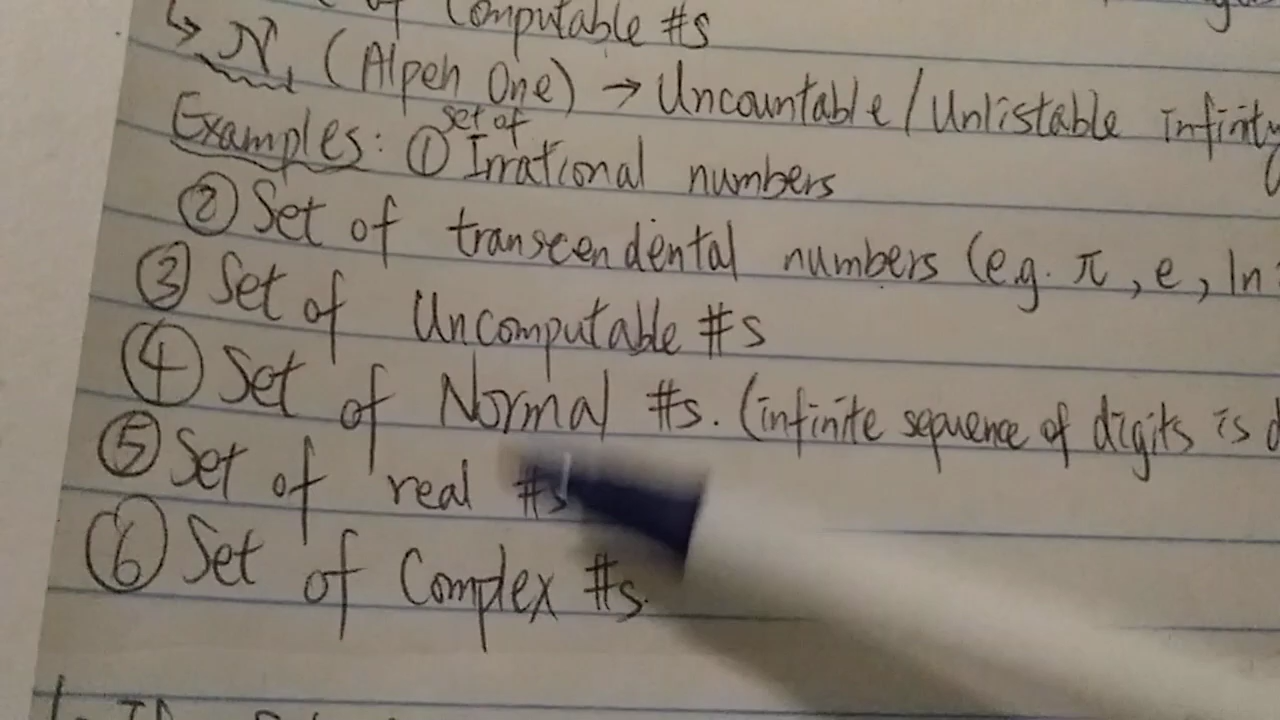 of Computable #s
↳ ℵ₁ (Alpeh One) → Uncountable/Unlistable infinity
Examples: ① set of Irrational numbers
② Set of transcendental numbers (e.g. π, e, ln
③ Set of Uncomputable #s
④ Set of Normal #s. (infinite sequence of digits is
⑤ Set of real #s
⑥ Set of Complex #s.